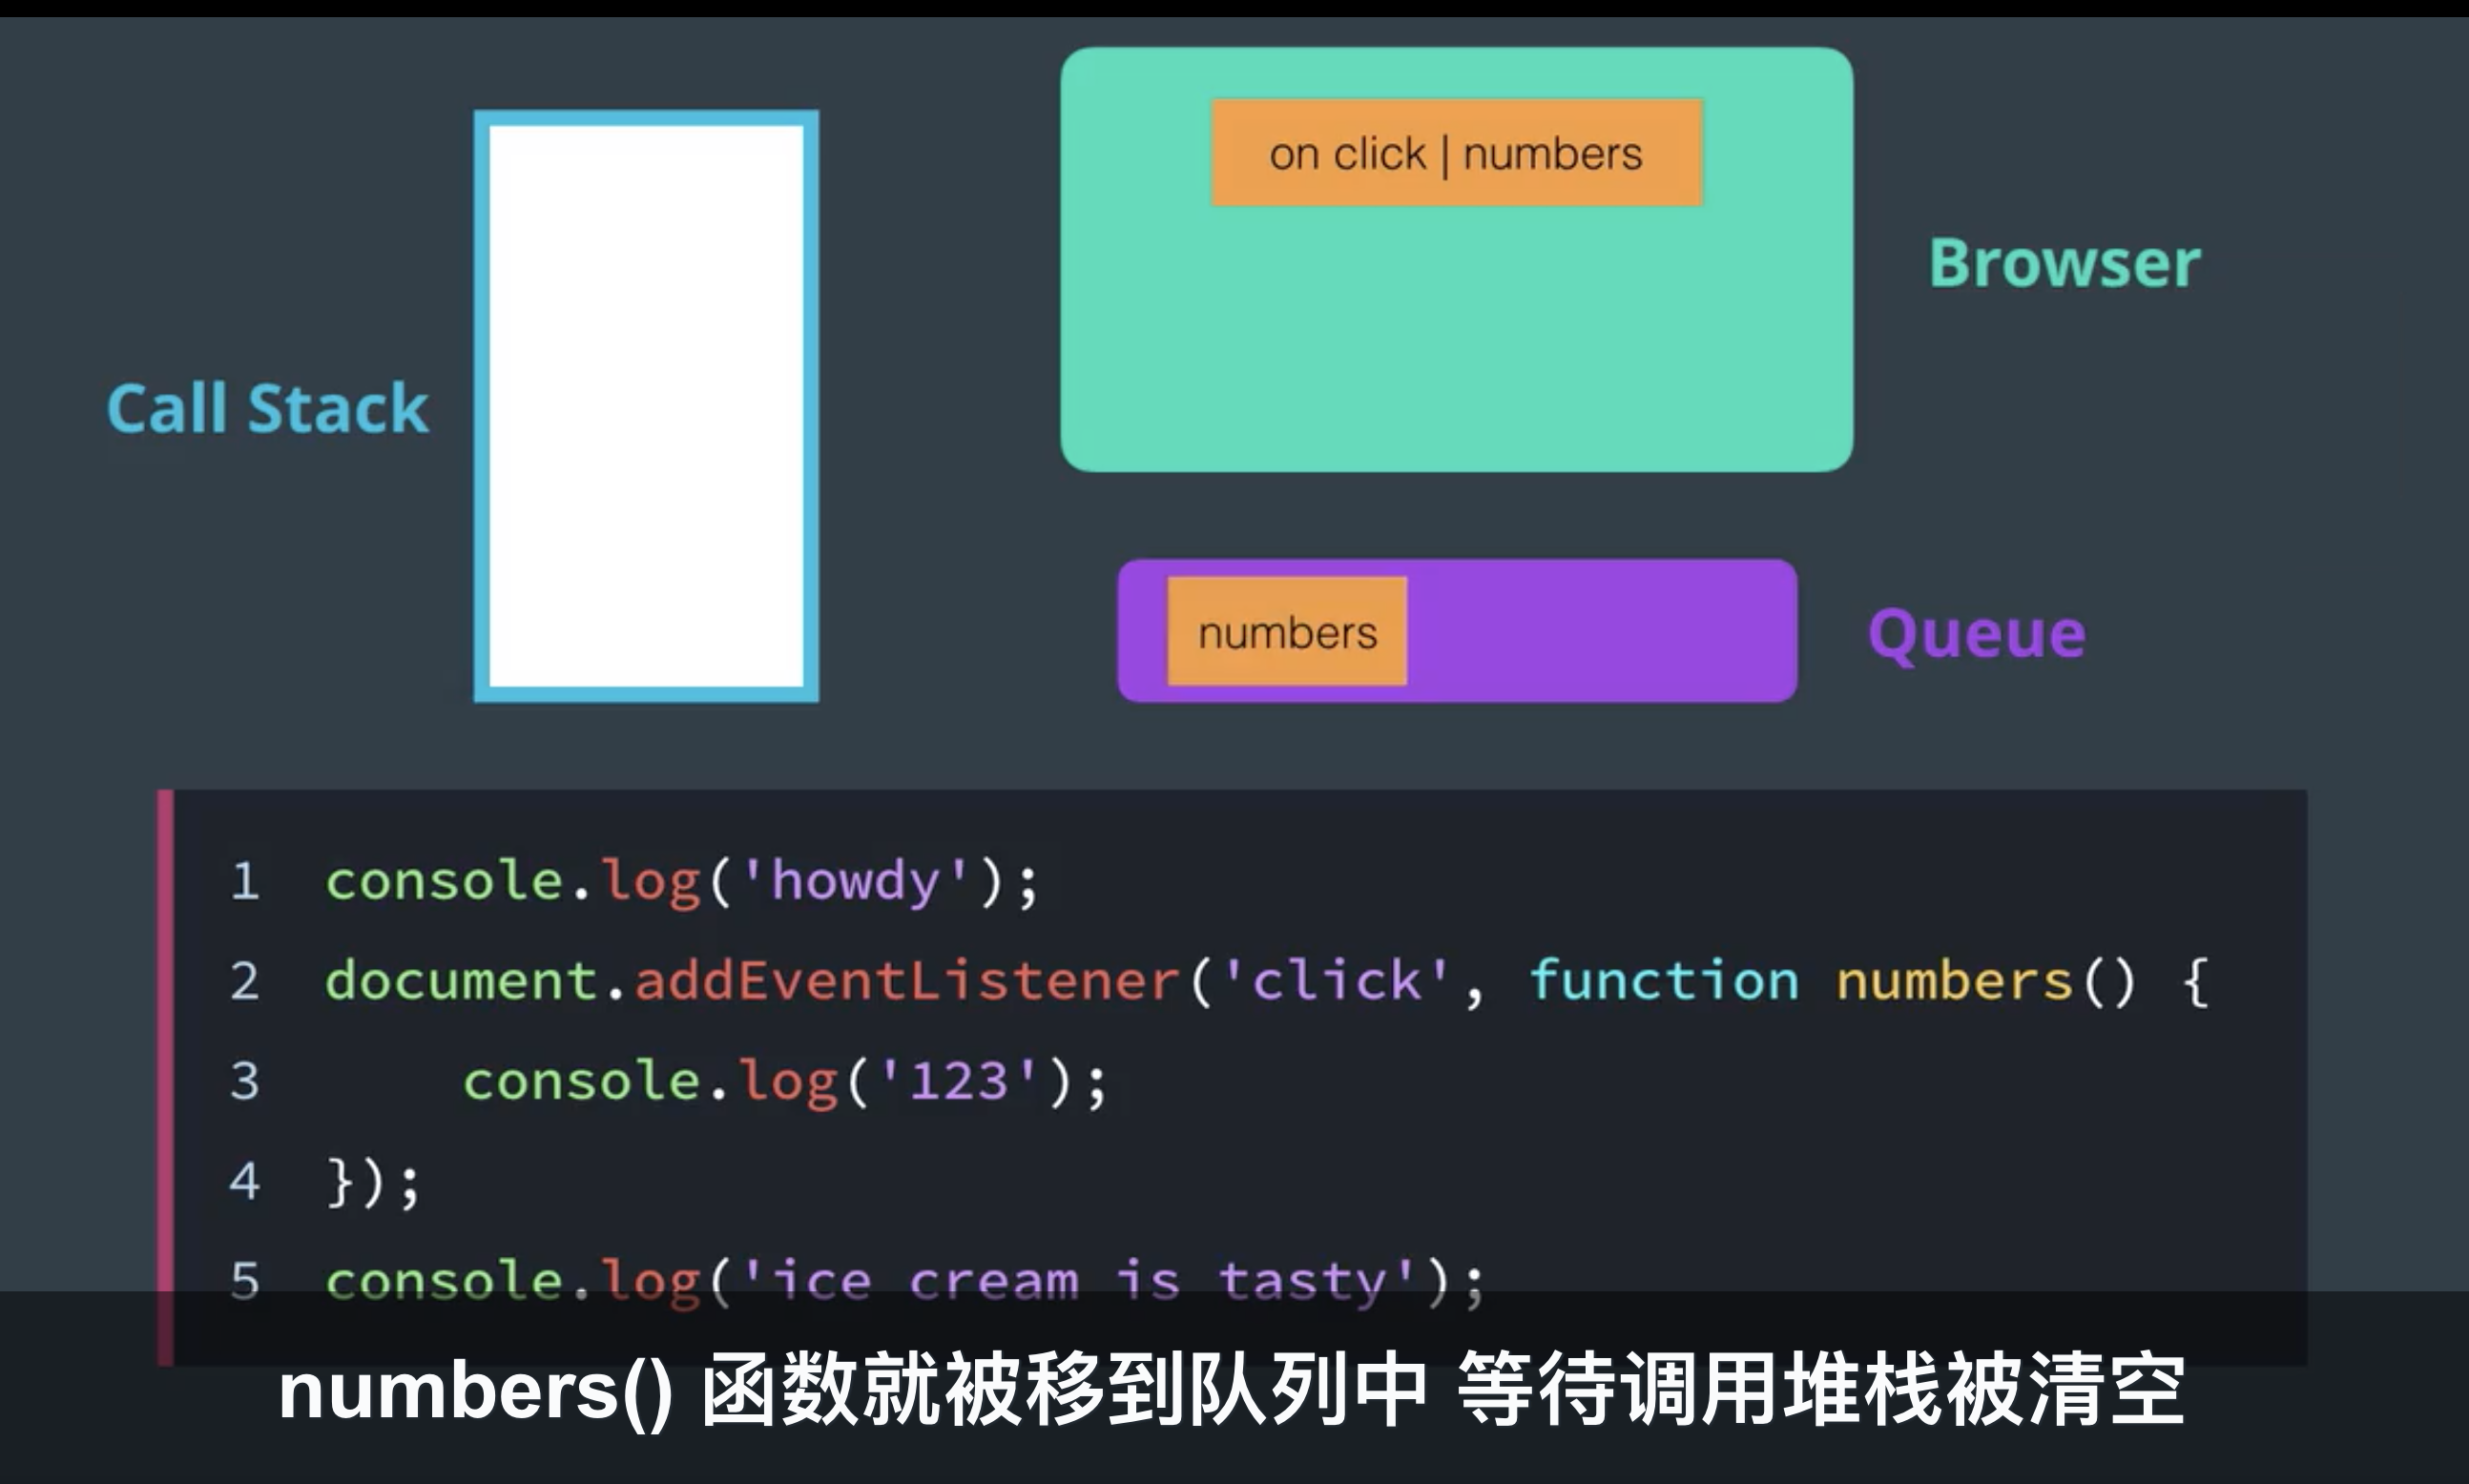 on click | numbers
Browser
Call Stack
numbers
Queue
1 console.log('howdy');
2 document.addEventListener('click', function numbers() {
3     console.log('123');
4 });
5 console.log('ice cream is tasty');
numbers() 函数就被移到队列中 等待调用堆栈被清空